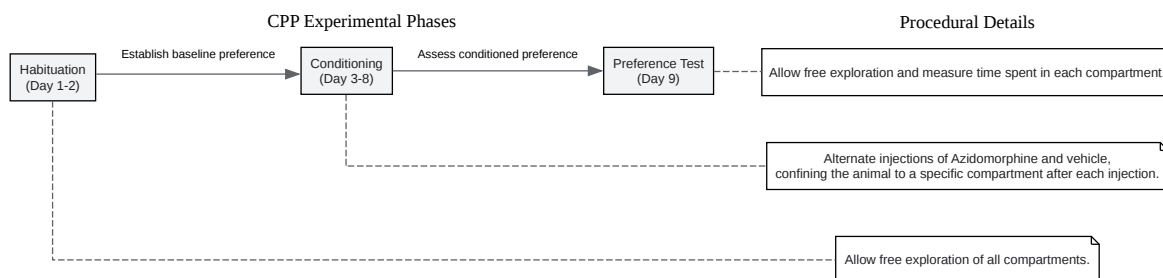 CPP Experimental Phases
Procedural Details
Establish baseline preference
Assess conditioned preference
Habituation
(Day 1-2)
Conditioning
(Day 3-8)
Preference Test
(Day 9)
Allow free exploration and measure time spent in each compartment.
Alternate injections of Azidomorphine and vehicle,
confining the animal to a specific compartment after each injection.
Allow free exploration of all compartments.